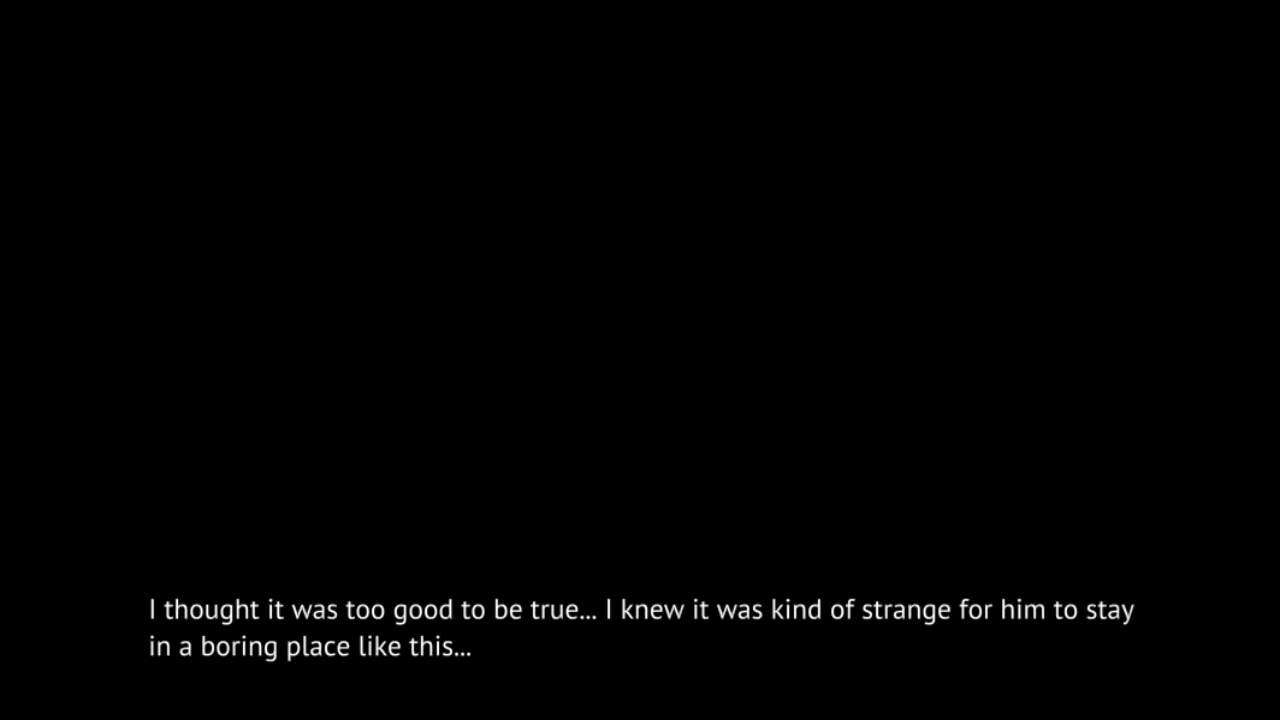 I thought it was too good to be true... I knew it was kind of strange for him to stay
in a boring place like this...